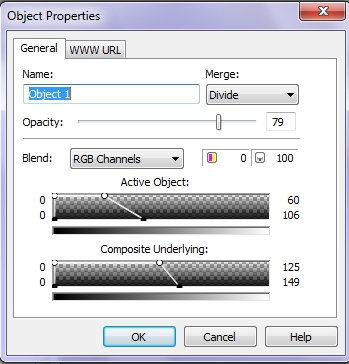 Object Properties
General WWW URL
Name: Merge:
Object 1 Divide
Opacity: 79
Blend: RGB Channels 0 100
Active Object:
0 60
0 106
Composite Underlying:
0 125
0 149
OK Cancel Help